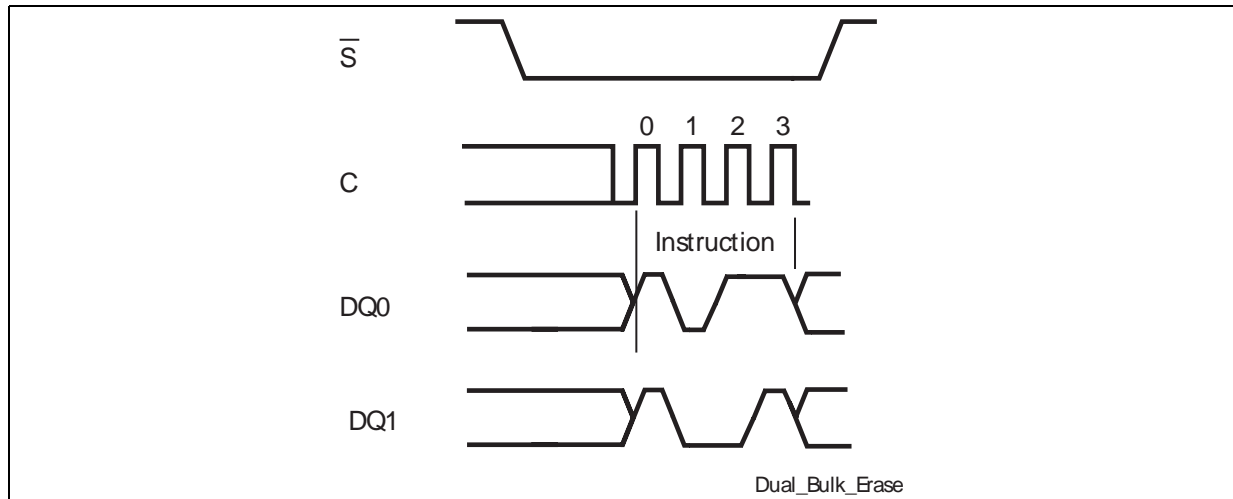 S̅
0 1 2 3
C
Instruction
DQ0
DQ1
Dual_Bulk_Erase